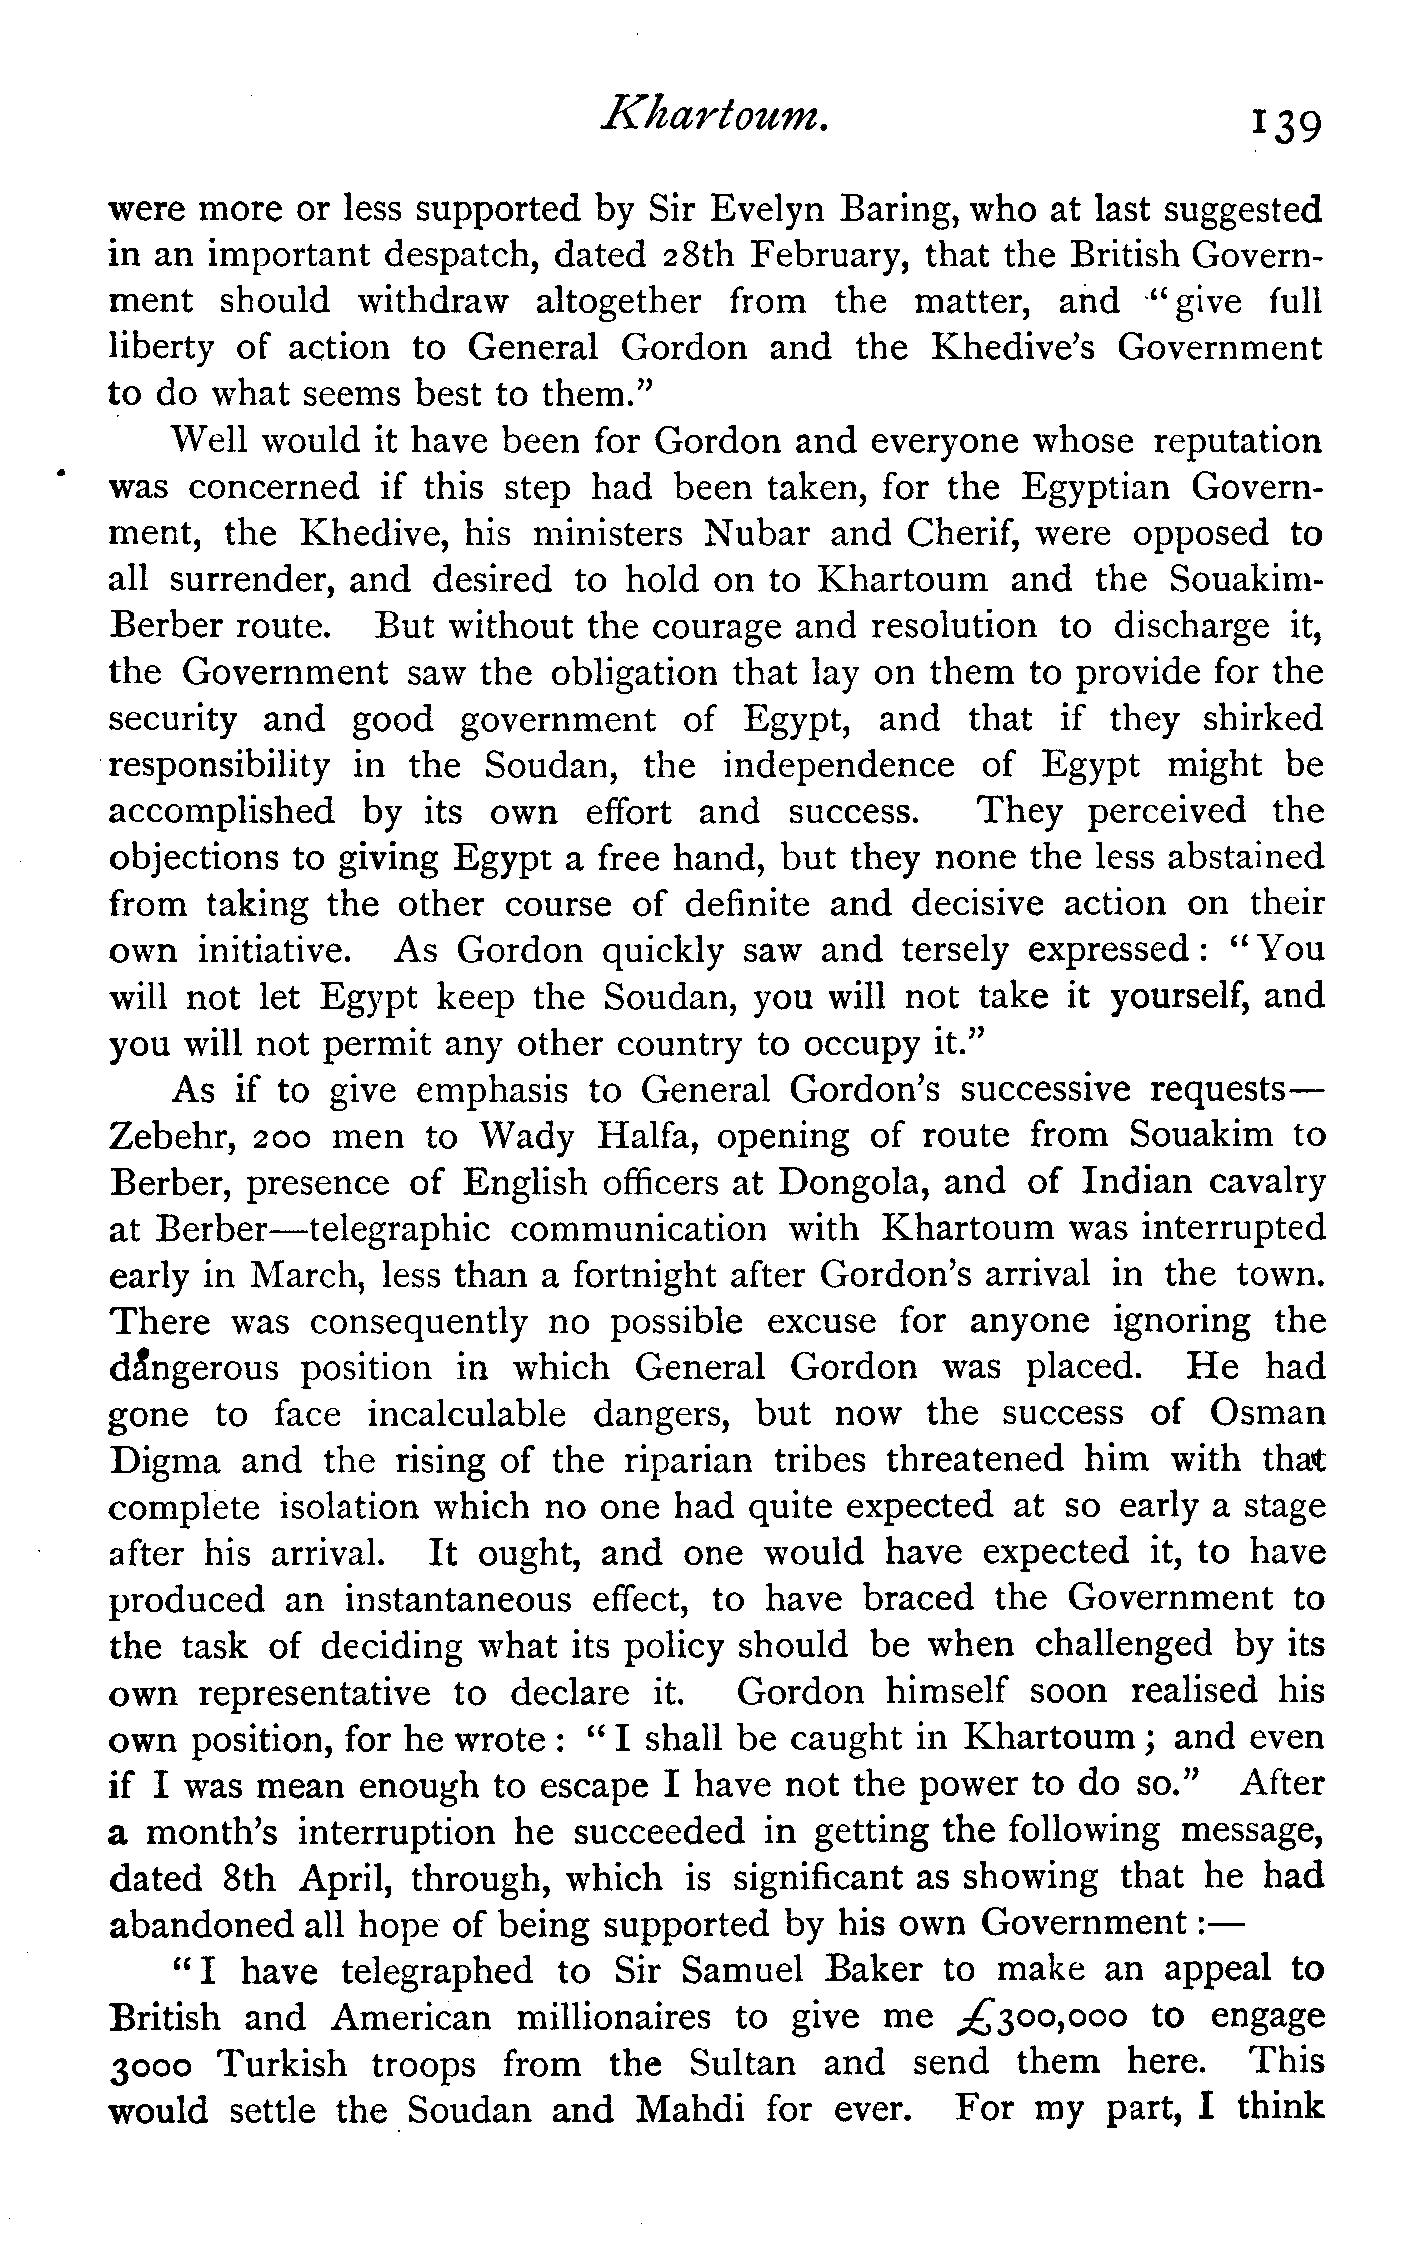 Khartoum. 139
were more or less supported by Sir Evelyn Baring, who at last suggested
in an important despatch, dated 28th February, that the British Govern-
ment should withdraw altogether from the matter, and “give full
liberty of action to General Gordon and the Khedive’s Government
to do what seems best to them.”
Well would it have been for Gordon and everyone whose reputation
was concerned if this step had been taken, for the Egyptian Govern-
ment, the Khedive, his ministers Nubar and Cherif, were opposed to
all surrender, and desired to hold on to Khartoum and the Souakim-
Berber route. But without the courage and resolution to discharge it,
the Government saw the obligation that lay on them to provide for the
security and good government of Egypt, and that if they shirked
responsibility in the Soudan, the independence of Egypt might be
accomplished by its own effort and success. They perceived the
objections to giving Egypt a free hand, but they none the less abstained
from taking the other course of definite and decisive action on their
own initiative. As Gordon quickly saw and tersely expressed: “You
will not let Egypt keep the Soudan, you will not take it yourself, and
you will not permit any other country to occupy it.”
As if to give emphasis to General Gordon’s successive requests—
Zebehr, 200 men to Wady Halfa, opening of route from Souakim to
Berber, presence of English officers at Dongola, and of Indian cavalry
at Berber—telegraphic communication with Khartoum was interrupted
early in March, less than a fortnight after Gordon’s arrival in the town.
There was consequently no possible excuse for anyone ignoring the
dangerous position in which General Gordon was placed. He had
gone to face incalculable dangers, but now the success of Osman
Digma and the rising of the riparian tribes threatened him with that
complete isolation which no one had quite expected at so early a stage
after his arrival. It ought, and one would have expected it, to have
produced an instantaneous effect, to have braced the Government to
the task of deciding what its policy should be when challenged by its
own representative to declare it. Gordon himself soon realised his
own position, for he wrote: “I shall be caught in Khartoum; and even
if I was mean enough to escape I have not the power to do so.” After
a month’s interruption he succeeded in getting the following message,
dated 8th April, through, which is significant as showing that he had
abandoned all hope of being supported by his own Government:—
“I have telegraphed to Sir Samuel Baker to make an appeal to
British and American millionaires to give me £300,000 to engage
3000 Turkish troops from the Sultan and send them here. This
would settle the Soudan and Mahdi for ever. For my part, I think